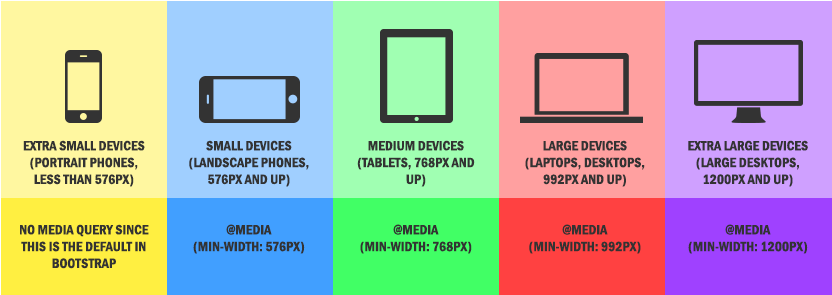 EXTRA SMALL DEVICES
(PORTRAIT PHONES,
LESS THAN 576PX)
SMALL DEVICES
(LANDSCAPE PHONES,
576PX AND UP)
MEDIUM DEVICES
(TABLETS, 768PX AND
UP)
LARGE DEVICES
(LAPTOPS, DESKTOPS,
992PX AND UP)
EXTRA LARGE DEVICES
(LARGE DESKTOPS,
1200PX AND UP)
NO MEDIA QUERY SINCE
THIS IS THE DEFAULT IN
BOOTSTRAP
@MEDIA
(MIN-WIDTH: 576PX)
@MEDIA
(MIN-WIDTH: 768PX)
@MEDIA
(MIN-WIDTH: 992PX)
@MEDIA
(MIN-WIDTH: 1200PX)